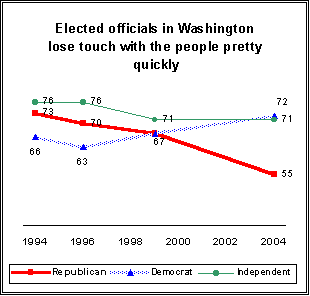 Elected officials in Washington
lose touch with the people pretty
quickly
76 76 72
73 70 71 71
66 63 67 55
1994 1996 1998 2000 2002 2004
Republican Democrat Independent